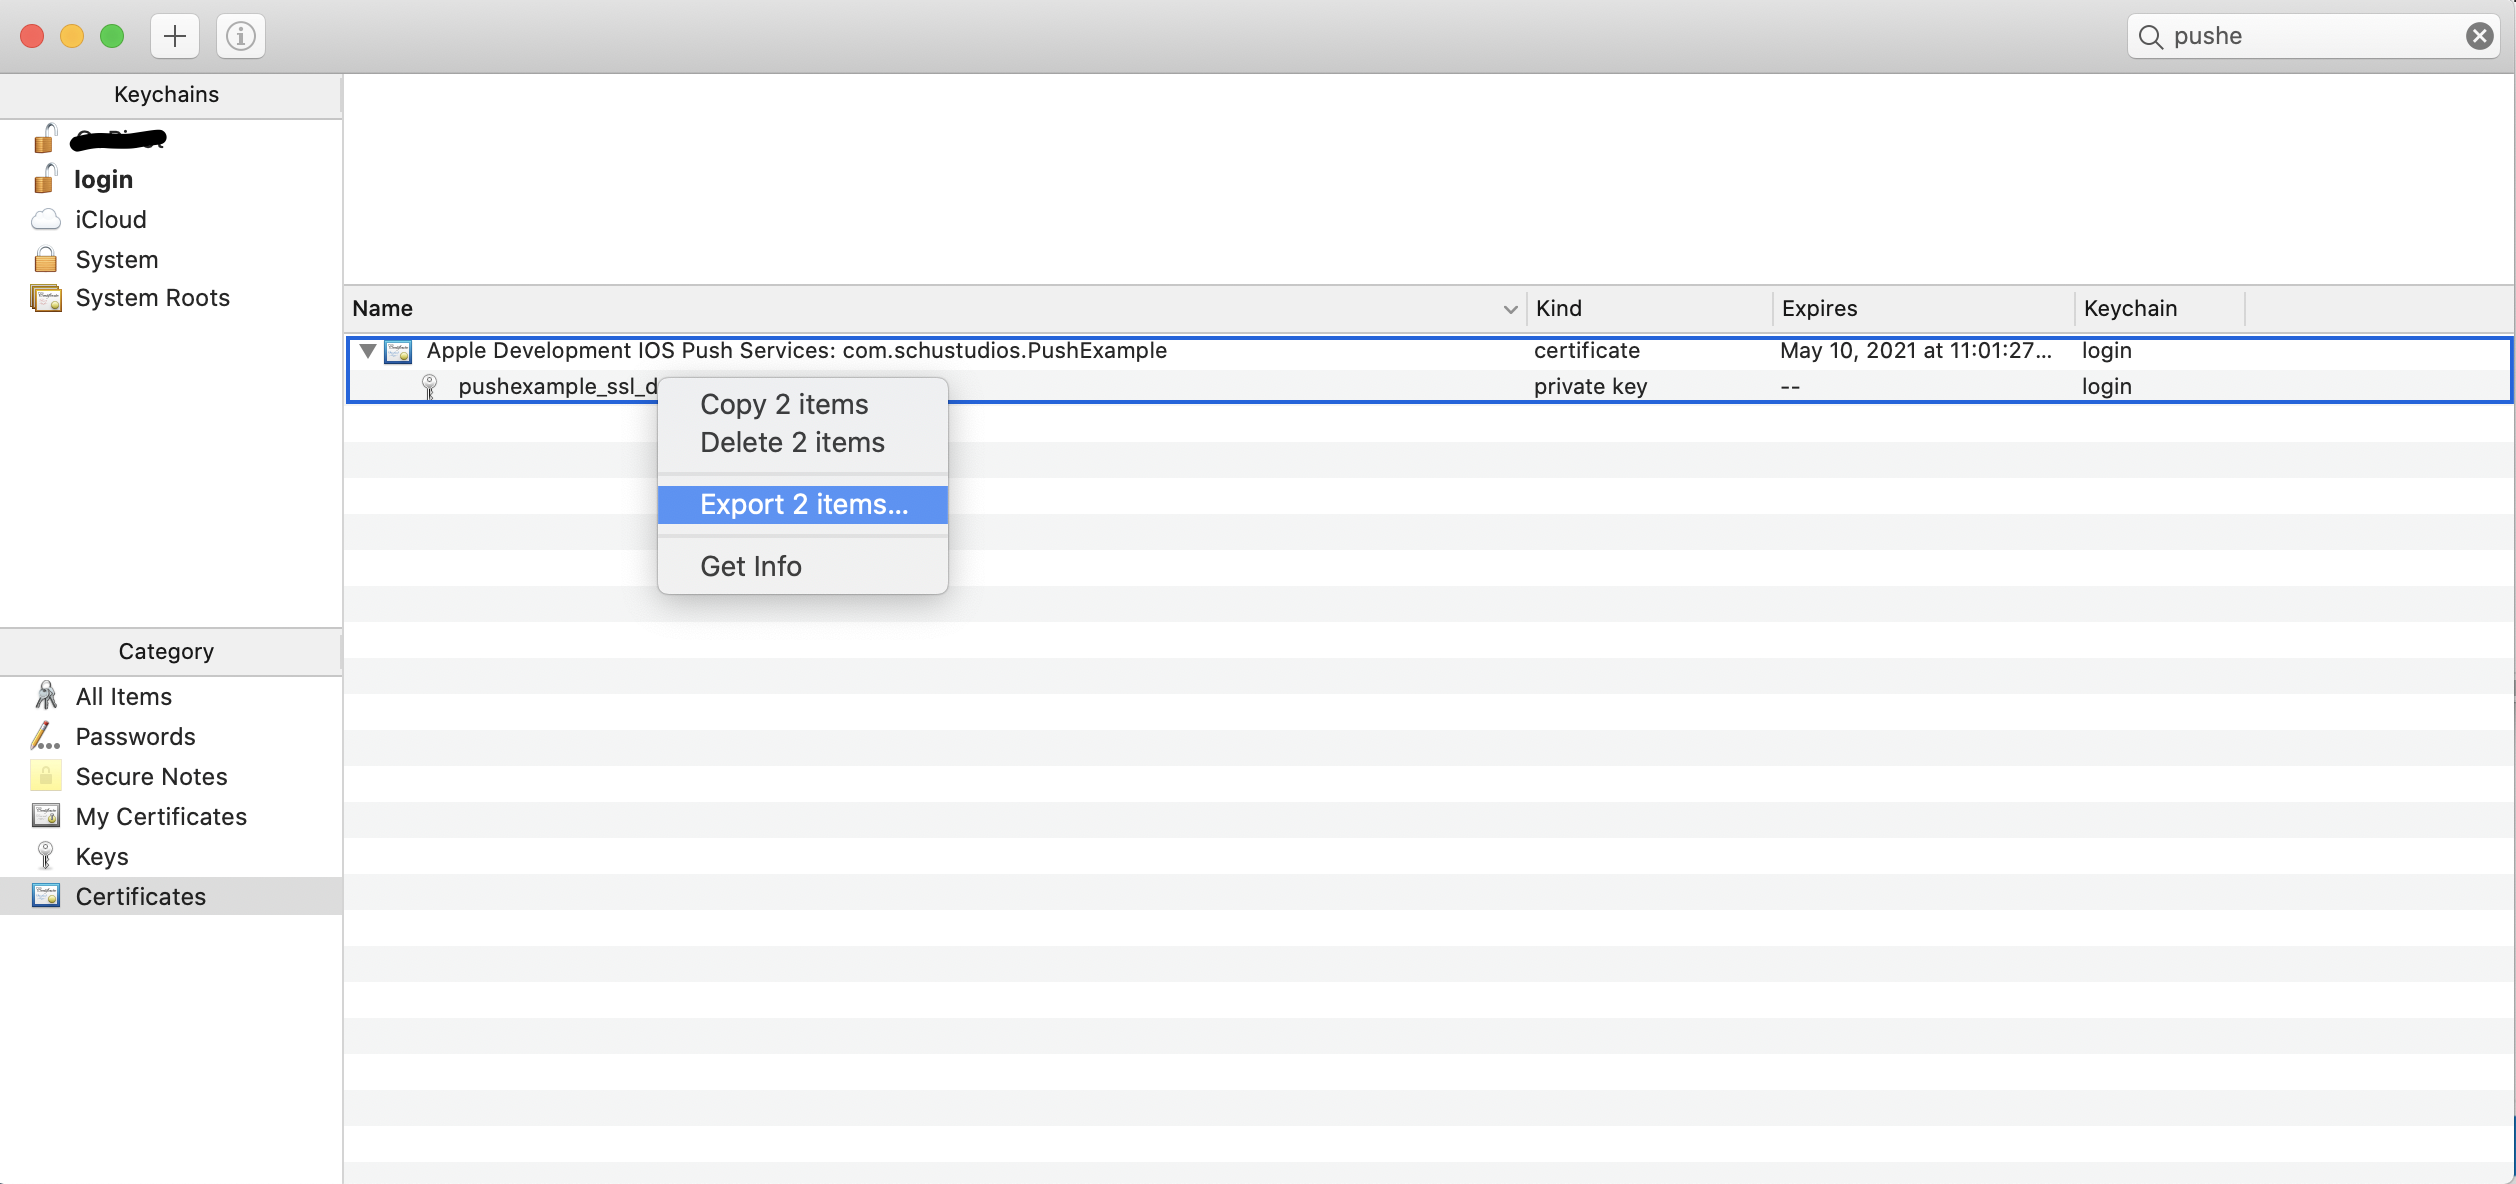 pushe
Keychains
login
iCloud
System
System Roots
Name Kind Expires Keychain
Apple Development IOS Push Services: com.schustudios.PushExample certificate May 10, 2021 at 11:01:27... login
pushexample_ssl_d private key -- login
Copy 2 items
Delete 2 items
Export 2 items...
Get Info
Category
All Items
Passwords
Secure Notes
My Certificates
Keys
Certificates